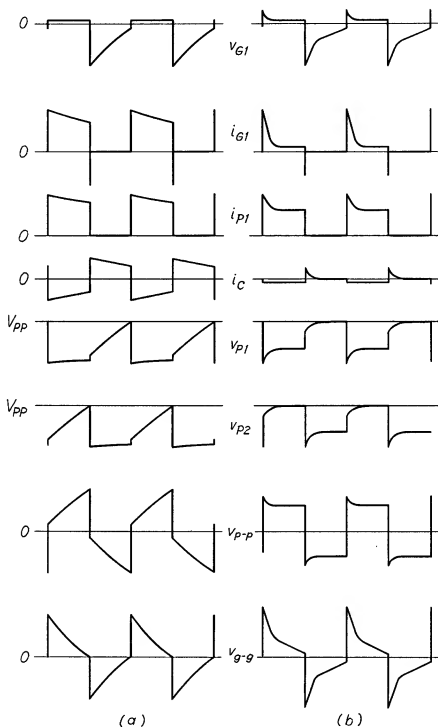 0 v_{G1}
0 i_{G1}
0 i_{P1}
0 i_C
V_{PP} v_{P1}
V_{PP} v_{P2}
0 v_{p-p}
0 v_{g-g}
(a) (b)